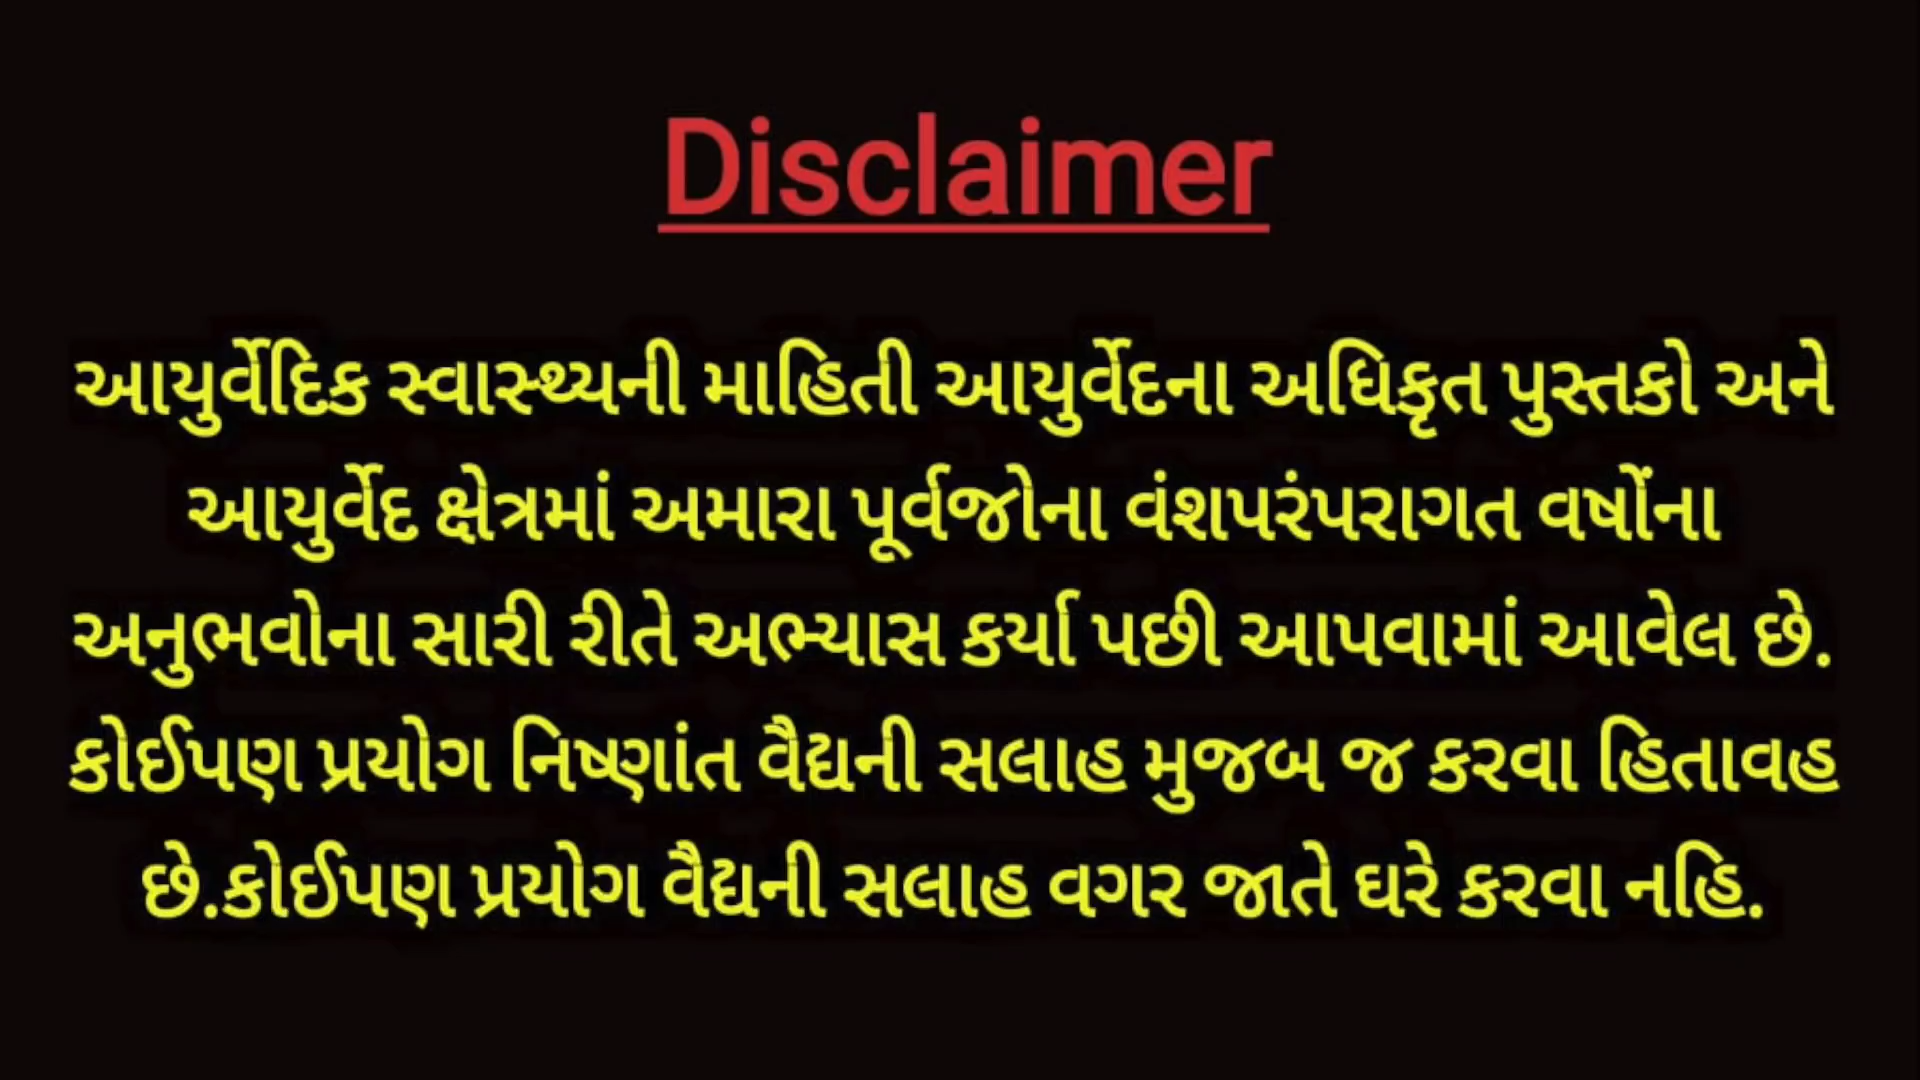 Disclaimer
આયુર્વેદિક સ્વાસ્થ્યની માહિતી આયુર્વેદના અધિકૃત પુસ્તકો અને
આયુર્વેદ ક્ષેત્રમાં અમારા પૂર્વજોના વંશપરંપરાગત વર્ષોના
અનુભવોના સારી રીતે અભ્યાસ કર્યા પછી આપવામાં આવેલ છે.
કોઈપણ પ્રયોગ નિષ્ણાંત વૈદ્યની સલાહ મુજબ જ કરવા હિતાવહ
છે.કોઈપણ પ્રયોગ વૈદ્યની સલાહ વગર જાતે ઘરે કરવા નહિ.